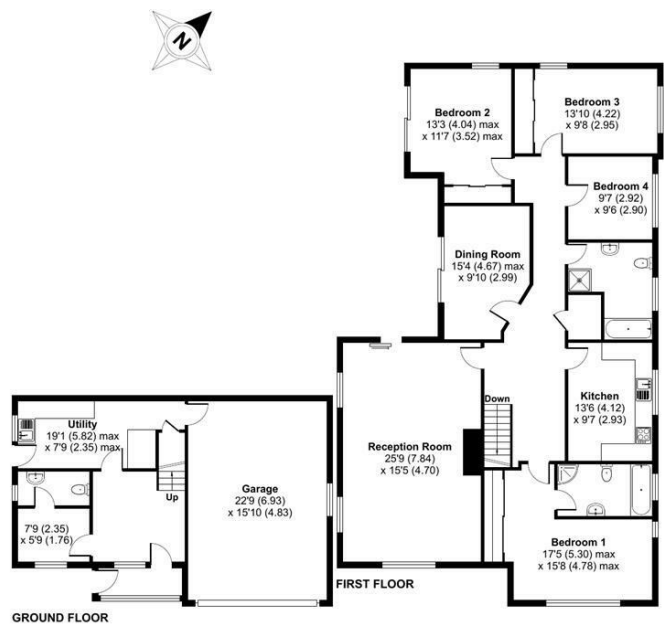 N
Bedroom 2
13'3 (4.04) max
x 11'7 (3.52) max
Bedroom 3
13'10 (4.22)
x 9'8 (2.95)
Bedroom 4
9'7 (2.92)
x 9'6 (2.90)
Dining Room
15'4 (4.67) max
x 9'10 (2.99)
Kitchen
13'6 (4.12)
x 9'7 (2.93)
Down
Reception Room
25'9 (7.84)
x 15'5 (4.70)
Bedroom 1
17'5 (5.30) max
x 15'8 (4.78) max
FIRST FLOOR
Utility
19'1 (5.82) max
x 7'9 (2.35) max
Up
Garage
22'9 (6.93)
x 15'10 (4.83)
7'9 (2.35)
x 5'9 (1.76)
GROUND FLOOR